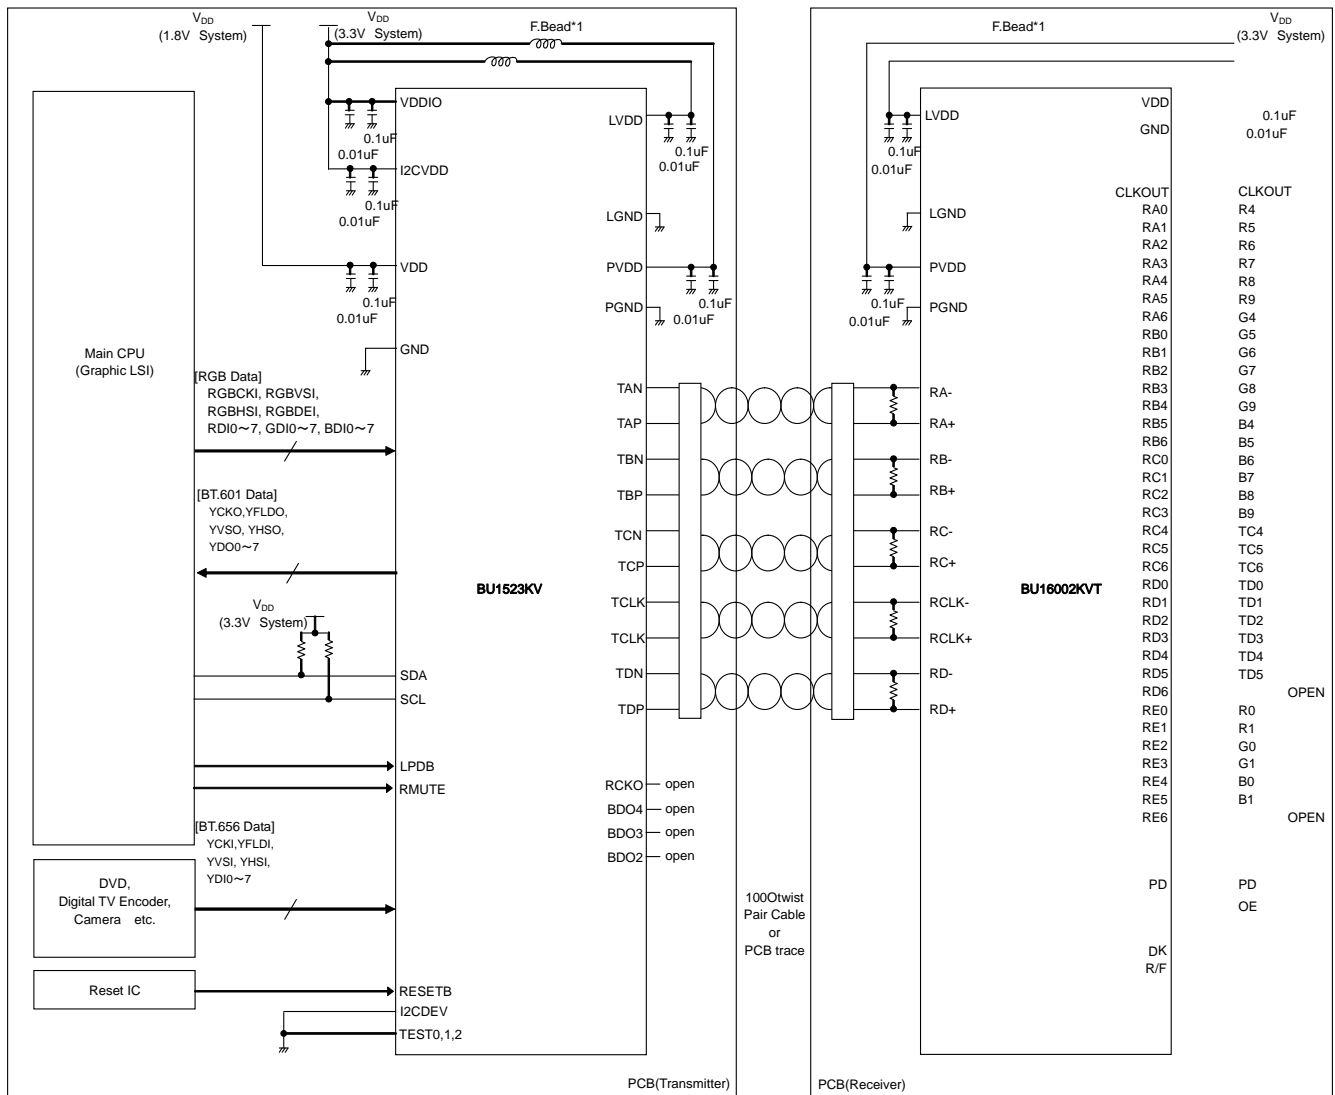 VDD
(1.8V System)
VDD
(3.3V System)
F.Bead*1
F.Bead*1
VDD
(3.3V System)
Main CPU
(Graphic LSI)
VDDIO
0.1uF
0.01uF
I2CVDD
0.1uF
0.01uF
VDD
0.1uF
0.01uF
GND
[RGB Data]
RGBCKI, RGBVSI,
RGBHSI, RGBDEI,
RDI0~7, GDI0~7, BDI0~7
[BT.601 Data]
YCKO,YFLDO,
YVSO, YHSO,
YDO0~7
VDD
(3.3V System)
SDA
SCL
LPDB
RMUTE
[BT.656 Data]
YCKI,YFLDI,
YVSI, YHSI,
YDI0~7
DVD,
Digital TV Encoder,
Camera etc.
Reset IC
RESETB
I2CDEV
TEST0,1,2
BU1523KV
LVDD
0.1uF
0.01uF
LGND
PVDD
0.1uF
0.01uF
PGND
TAN
TAP
TBN
TBP
TCN
TCP
TCLK
TCLK
TDN
TDP
RCKO open
BDO4 open
BDO3 open
BDO2 open
PCB(Transmitter)
100Otwist
Pair Cable
or
PCB trace
LVDD
0.1uF
0.01uF
LGND
PVDD
0.1uF
0.01uF
PGND
RA-
RA+
RB-
RB+
RC-
RC+
RCLK-
RCLK+
RD-
RD+
BU16002KVT
VDD
GND
0.1uF
0.01uF
CLKOUT CLKOUT
RA0 R4
RA1 R5
RA2 R6
RA3 R7
RA4 R8
RA5 R9
RA6 G4
RB0 G5
RB1 G6
RB2 G7
RB3 G8
RB4 G9
RB5 B4
RB6 B5
RC0 B6
RC1 B7
RC2 B8
RC3 B9
RC4 TC4
RC5 TC5
RC6 TC6
RD0 TD0
RD1 TD1
RD2 TD2
RD3 TD3
RD4 TD4
RD5 TD5
RD6 OPEN
RE0 R0
RE1 R1
RE2 G0
RE3 G1
RE4 B0
RE5 B1
RE6 OPEN
PD PD
OE
DK
R/F
PCB(Receiver)